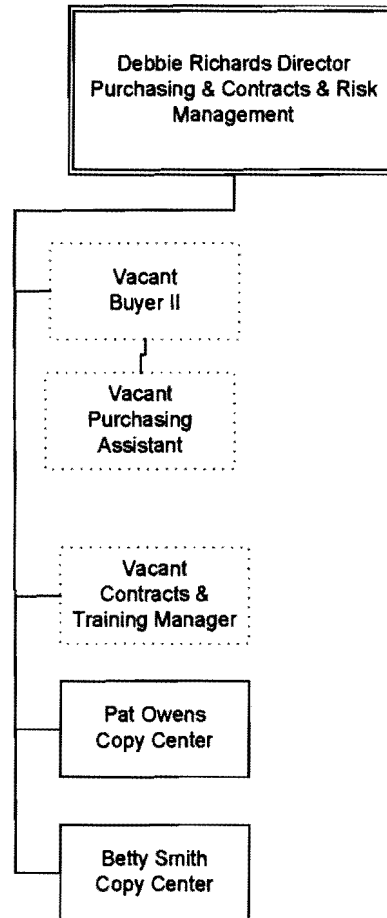 Debbie Richards Director
Purchasing & Contracts & Risk
Management
Vacant
Buyer II
Vacant
Purchasing
Assistant
Vacant
Contracts &
Training Manager
Pat Owens
Copy Center
Betty Smith
Copy Center